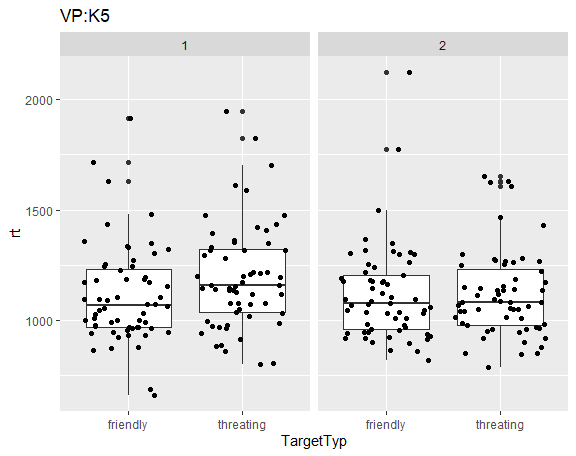 VP:K5
1 2
rt
2000
1500
1000
friendly threating friendly threating
TargetTyp